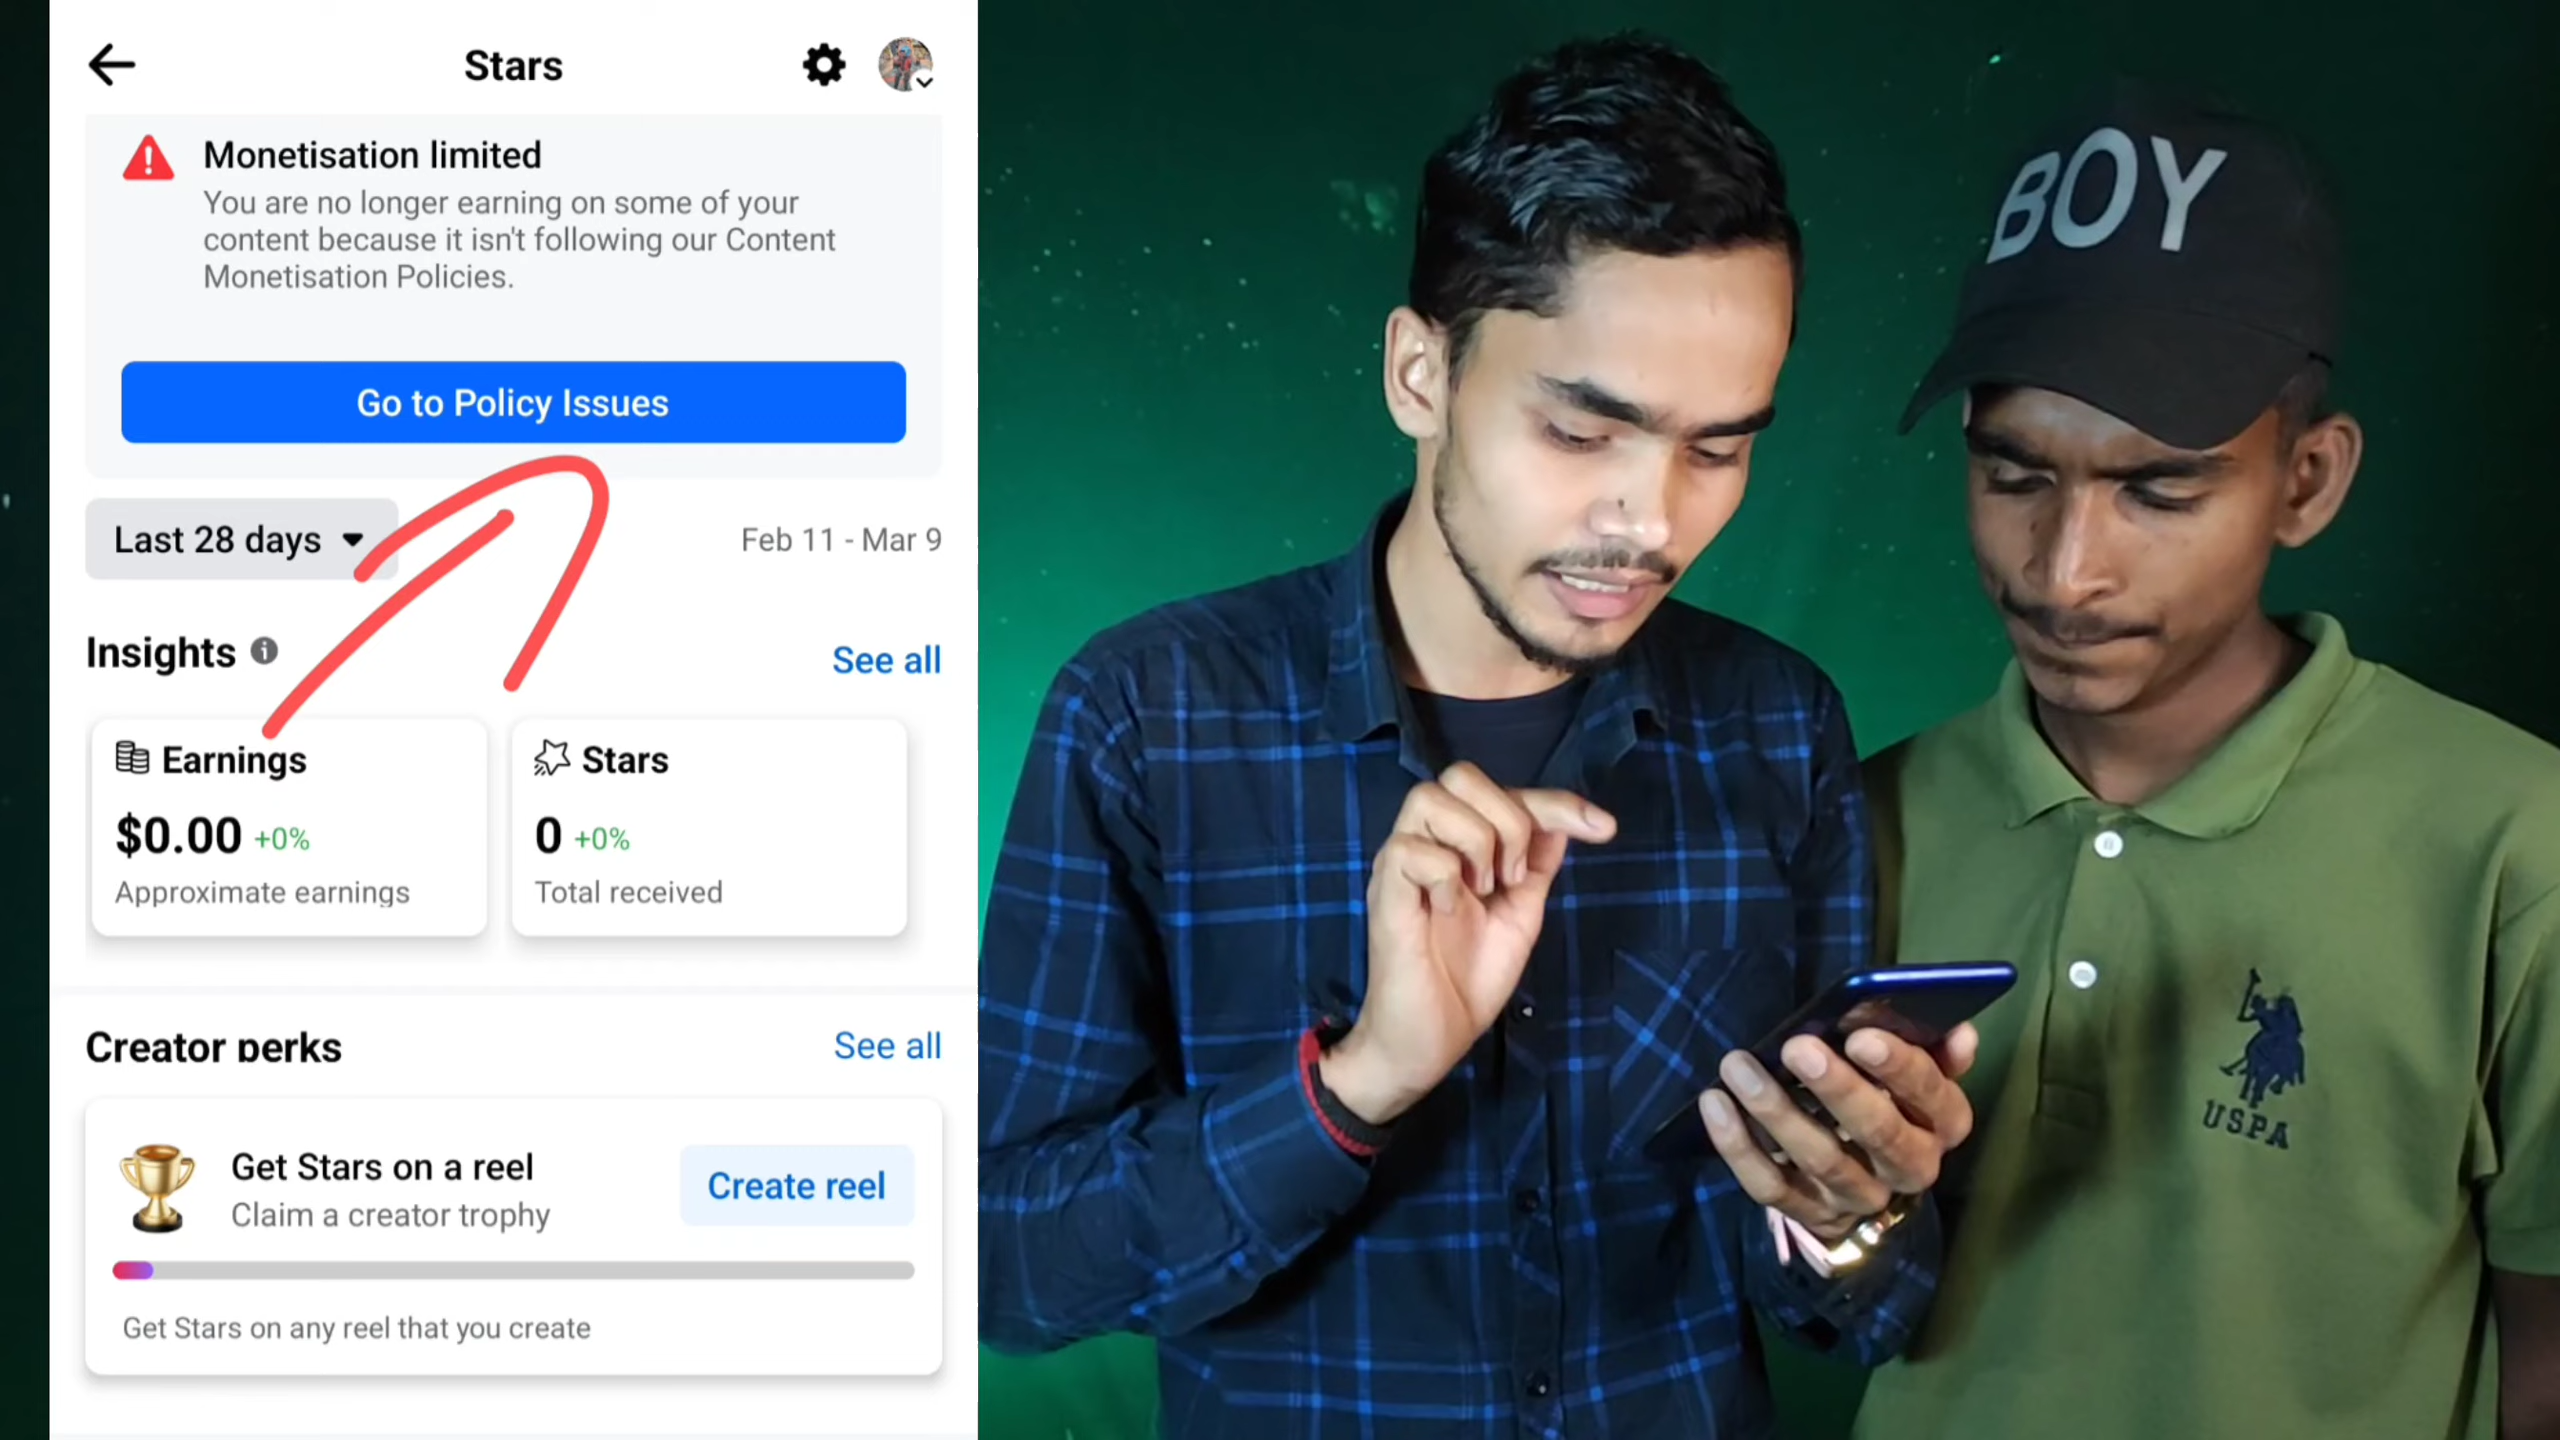 Stars
Monetisation limited
You are no longer earning on some of your
content because it isn't following our Content
Monetisation Policies.
Go to Policy Issues
Last 28 days
Feb 11 - Mar 9
Insights
See all
Earnings
$0.00 +0%
Approximate earnings
Stars
0 +0%
Total received
Creator perks
See all
Get Stars on a reel
Claim a creator trophy
Create reel
Get Stars on any reel that you create
BOY
USPA